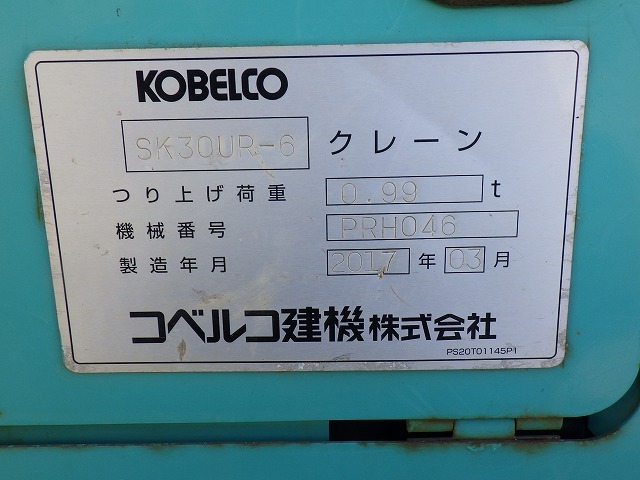 KOBELCO
SK30UR-6 クレーン
つり上げ荷重 0.99 t
機械番号 PRH046
製造年月 2017 年 03 月
コベルコ建機株式会社
PS20T01145P1